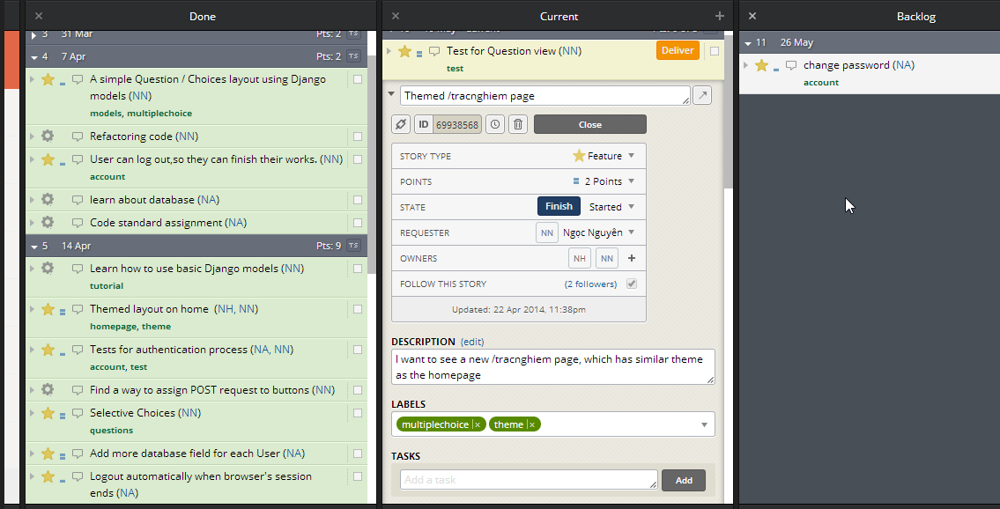 Done
3 31 Mar Pts: 2 TS
4 7 Apr Pts: 2 TS
A simple Question / Choices layout using Django
models (NN)
models, multiplechoice
Refactoring code (NN)
User can log out,so they can finish their works. (NN)
account
learn about database (NA)
Code standard assignment (NA)
5 14 Apr Pts: 9 TS
Learn how to use basic Django models (NN)
tutorial
Themed layout on home (NH, NN)
homepage, theme
Tests for authentication process (NA, NN)
account, test
Find a way to assign POST request to buttons (NN)
Selective Choices (NN)
questions
Add more database field for each User (NA)
Logout automatically when browser's session
ends (NA)
Current
Test for Question view (NN)
Deliver
test
Themed /tracnghiem page
ID 69938568
Close
STORY TYPE Feature
POINTS 2 Points
STATE Finish Started
REQUESTER NN Ngọc Nguyên
OWNERS NH NN
FOLLOW THIS STORY (2 followers)
Updated: 22 Apr 2014, 11:38pm
DESCRIPTION (edit)
I want to see a new /tracnghiem page, which has similar theme
as the homepage
LABELS
multiplechoice theme
TASKS
Add a task
Add
Backlog
11 26 May
change password (NA)
account